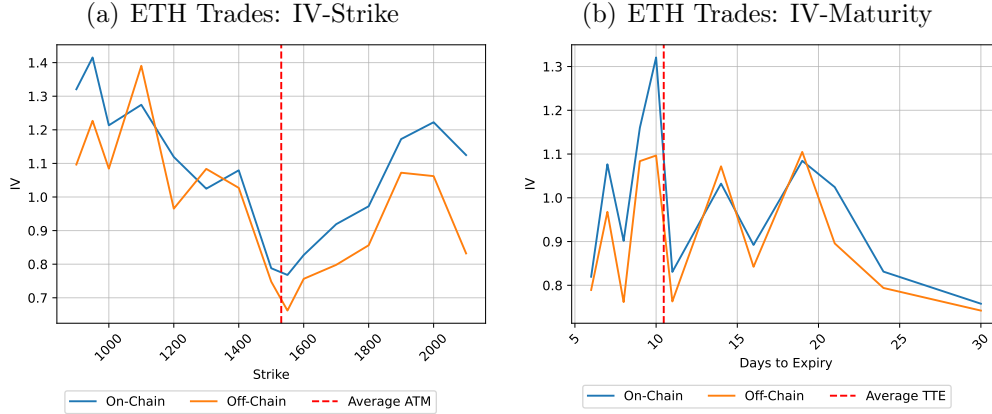 (a) ETH Trades: IV-Strike
1.4
1.3
1.2
1.1
1.0
0.9
0.8
0.7
IV
1000
1200
1400
1600
1800
2000
Strike
On-Chain
Off-Chain
Average ATM
(b) ETH Trades: IV-Maturity
1.3
1.2
1.1
1.0
0.9
0.8
IV
5
10
15
20
25
30
Days to Expiry
On-Chain
Off-Chain
Average TTE